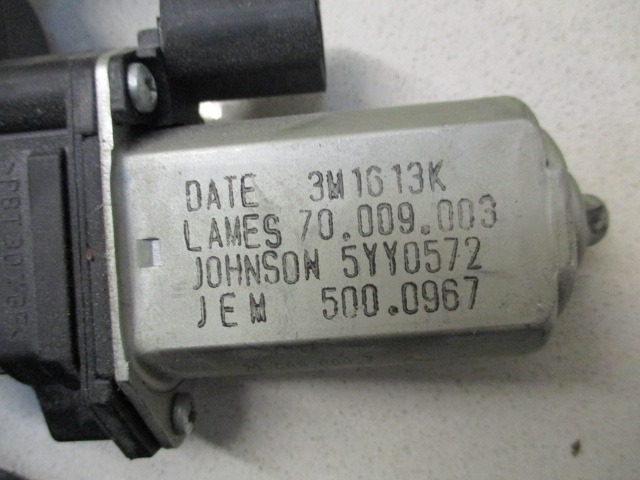 DATE 3M1613K
LAMES 70.009.003
JOHNSON 5YY0572
JEM 500.0967